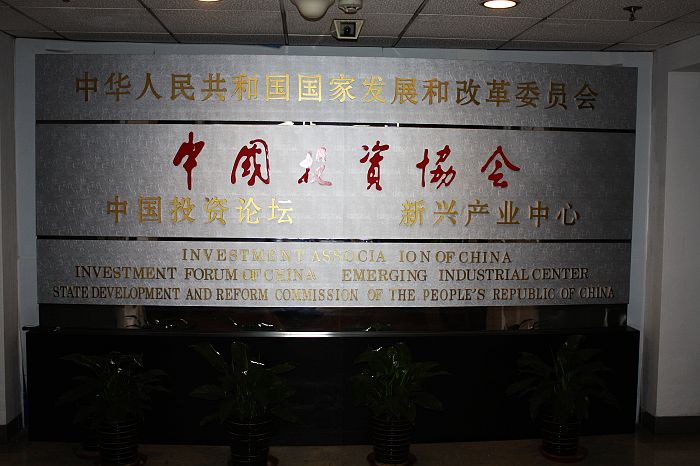 中华人民共和国国家发展和改革委员会
中國投資協会
中国投资论坛 新兴产业中心
INVESTMENT ASSOCIA ION OF CHINA
INVESTMENT FORUM OF CHINA EMERGING INDUSTRIAL CENTER
STATE DEVELOPMENT AND REFORM COMMISSION OF THE PEOPLE'S REPUBLIC OF CHINA